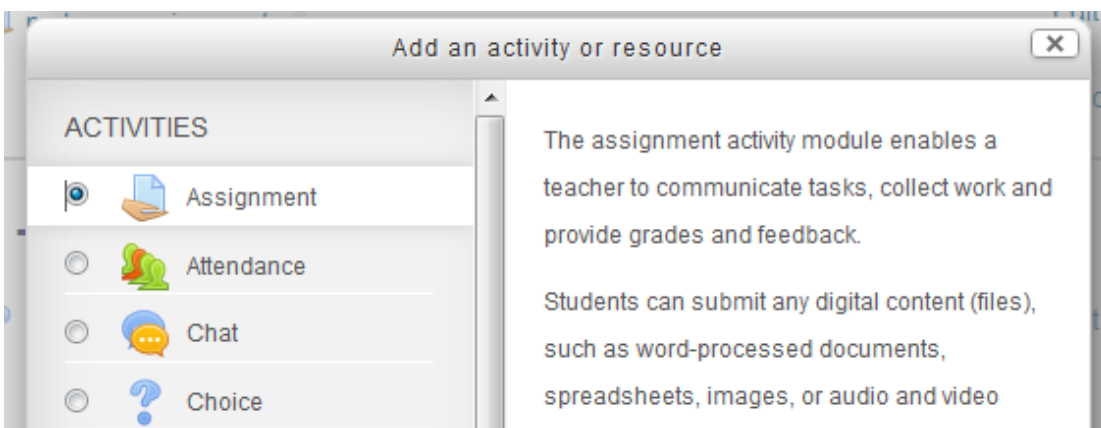 Add an activity or resource
ACTIVITIES
Assignment
Attendance
Chat
Choice
The assignment activity module enables a
teacher to communicate tasks, collect work and
provide grades and feedback.
Students can submit any digital content (files),
such as word-processed documents,
spreadsheets, images, or audio and video